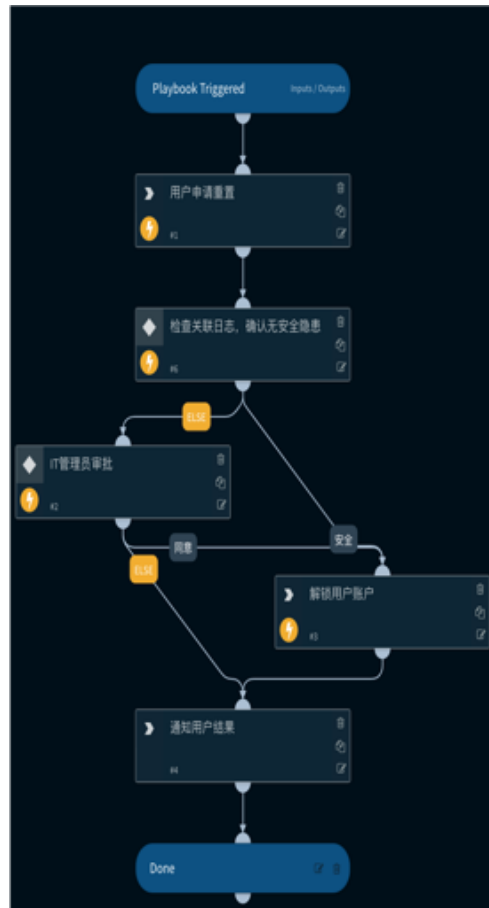 Playbook Triggered
Inputs / Outputs
用户申请重置
#1
检查关联日志，确认无安全隐患
#6
ELSE
IT管理员审批
#2
同意
安全
ELSE
解锁用户账户
#3
通知用户结果
#4
Done